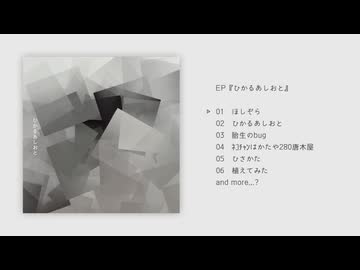 ひかるあしおと
EP『ひかるあしおと』
▷ 01 ほしぞら
02 ひかるあしおと
03 胎生のbug
04 ﾈｺﾁｬﾝはかたや280唐木屋
05 ひさかた
06 植えてみた
and more...?